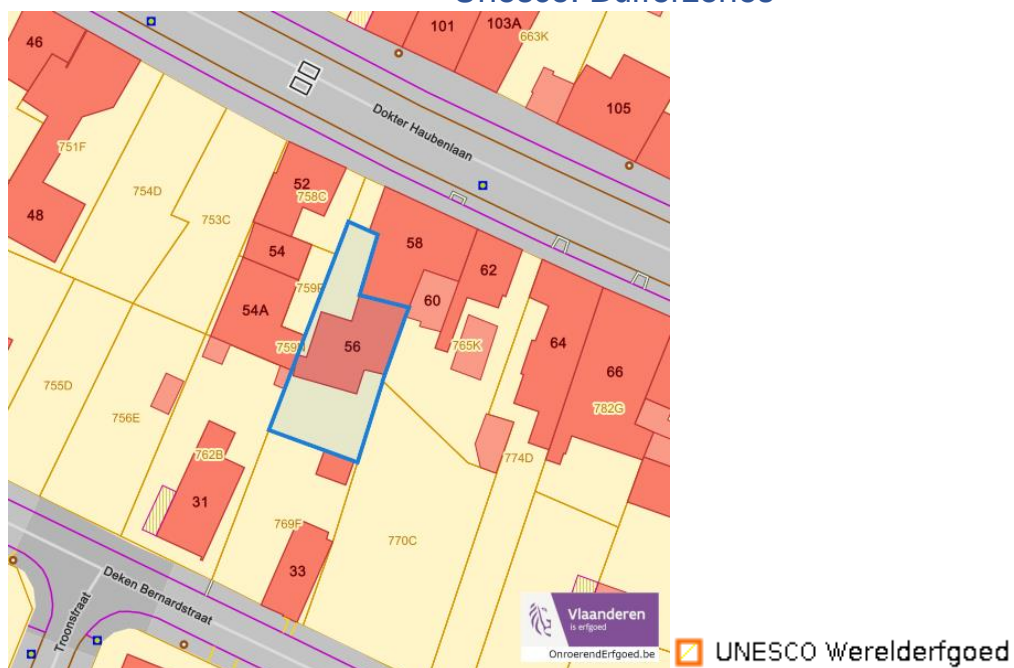 Unesco: Bufferzones
46
101
103A
663K
105
Dokter Haubenlaan
751F
754D
753C
48
52
758C
54
54A
58
60
62
56
765K
64
66
782G
755D
756E
762B
31
769F
33
770C
774D
Deken Bernardstraat
Troonstraat
Vlaanderen
is erfgoed
OnroerendErfgoed.be
UNESCO Werelderfgoed